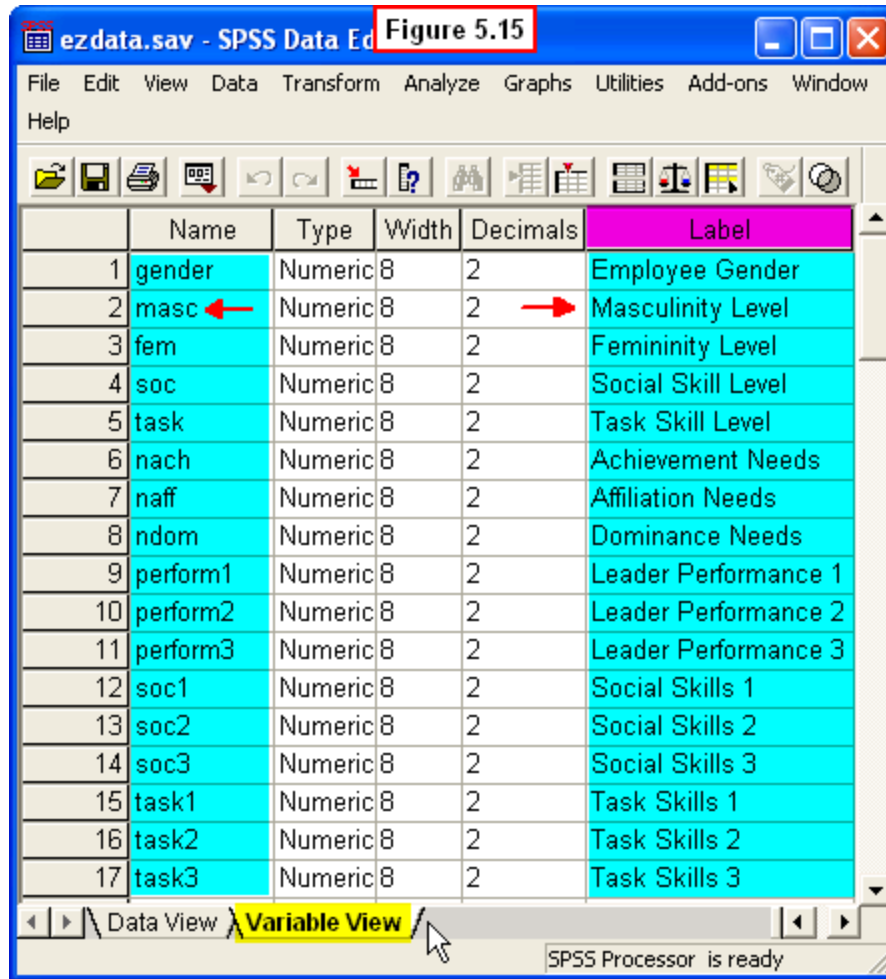 SPSS
ezdata.sav - SPSS Data Ed
Figure 5.15
File Edit View Data Transform Analyze Graphs Utilities Add-ons Window
Help
Name Type Width Decimals Label
1 gender Numeric 8 2 Employee Gender
2 masc Numeric 8 2 Masculinity Level
3 fem Numeric 8 2 Femininity Level
4 soc Numeric 8 2 Social Skill Level
5 task Numeric 8 2 Task Skill Level
6 nach Numeric 8 2 Achievement Needs
7 naff Numeric 8 2 Affiliation Needs
8 ndom Numeric 8 2 Dominance Needs
9 perform1 Numeric 8 2 Leader Performance 1
10 perform2 Numeric 8 2 Leader Performance 2
11 perform3 Numeric 8 2 Leader Performance 3
12 soc1 Numeric 8 2 Social Skills 1
13 soc2 Numeric 8 2 Social Skills 2
14 soc3 Numeric 8 2 Social Skills 3
15 task1 Numeric 8 2 Task Skills 1
16 task2 Numeric 8 2 Task Skills 2
17 task3 Numeric 8 2 Task Skills 3
Data View Variable View
SPSS Processor is ready